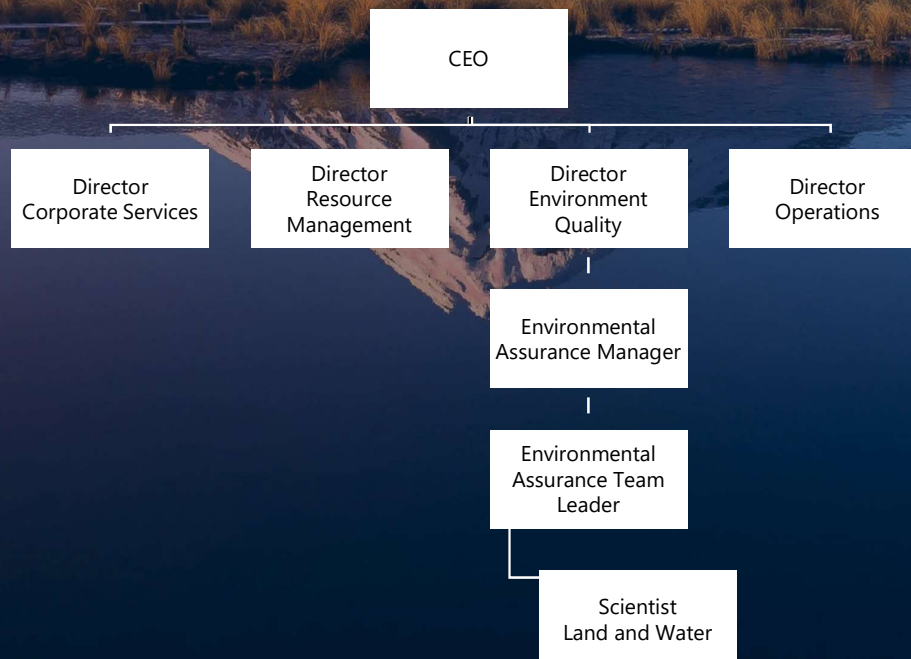 CEO
Director
Corporate Services
Director
Resource
Management
Director
Environment
Quality
Director
Operations
Environmental
Assurance Manager
Environmental
Assurance Team
Leader
Scientist
Land and Water